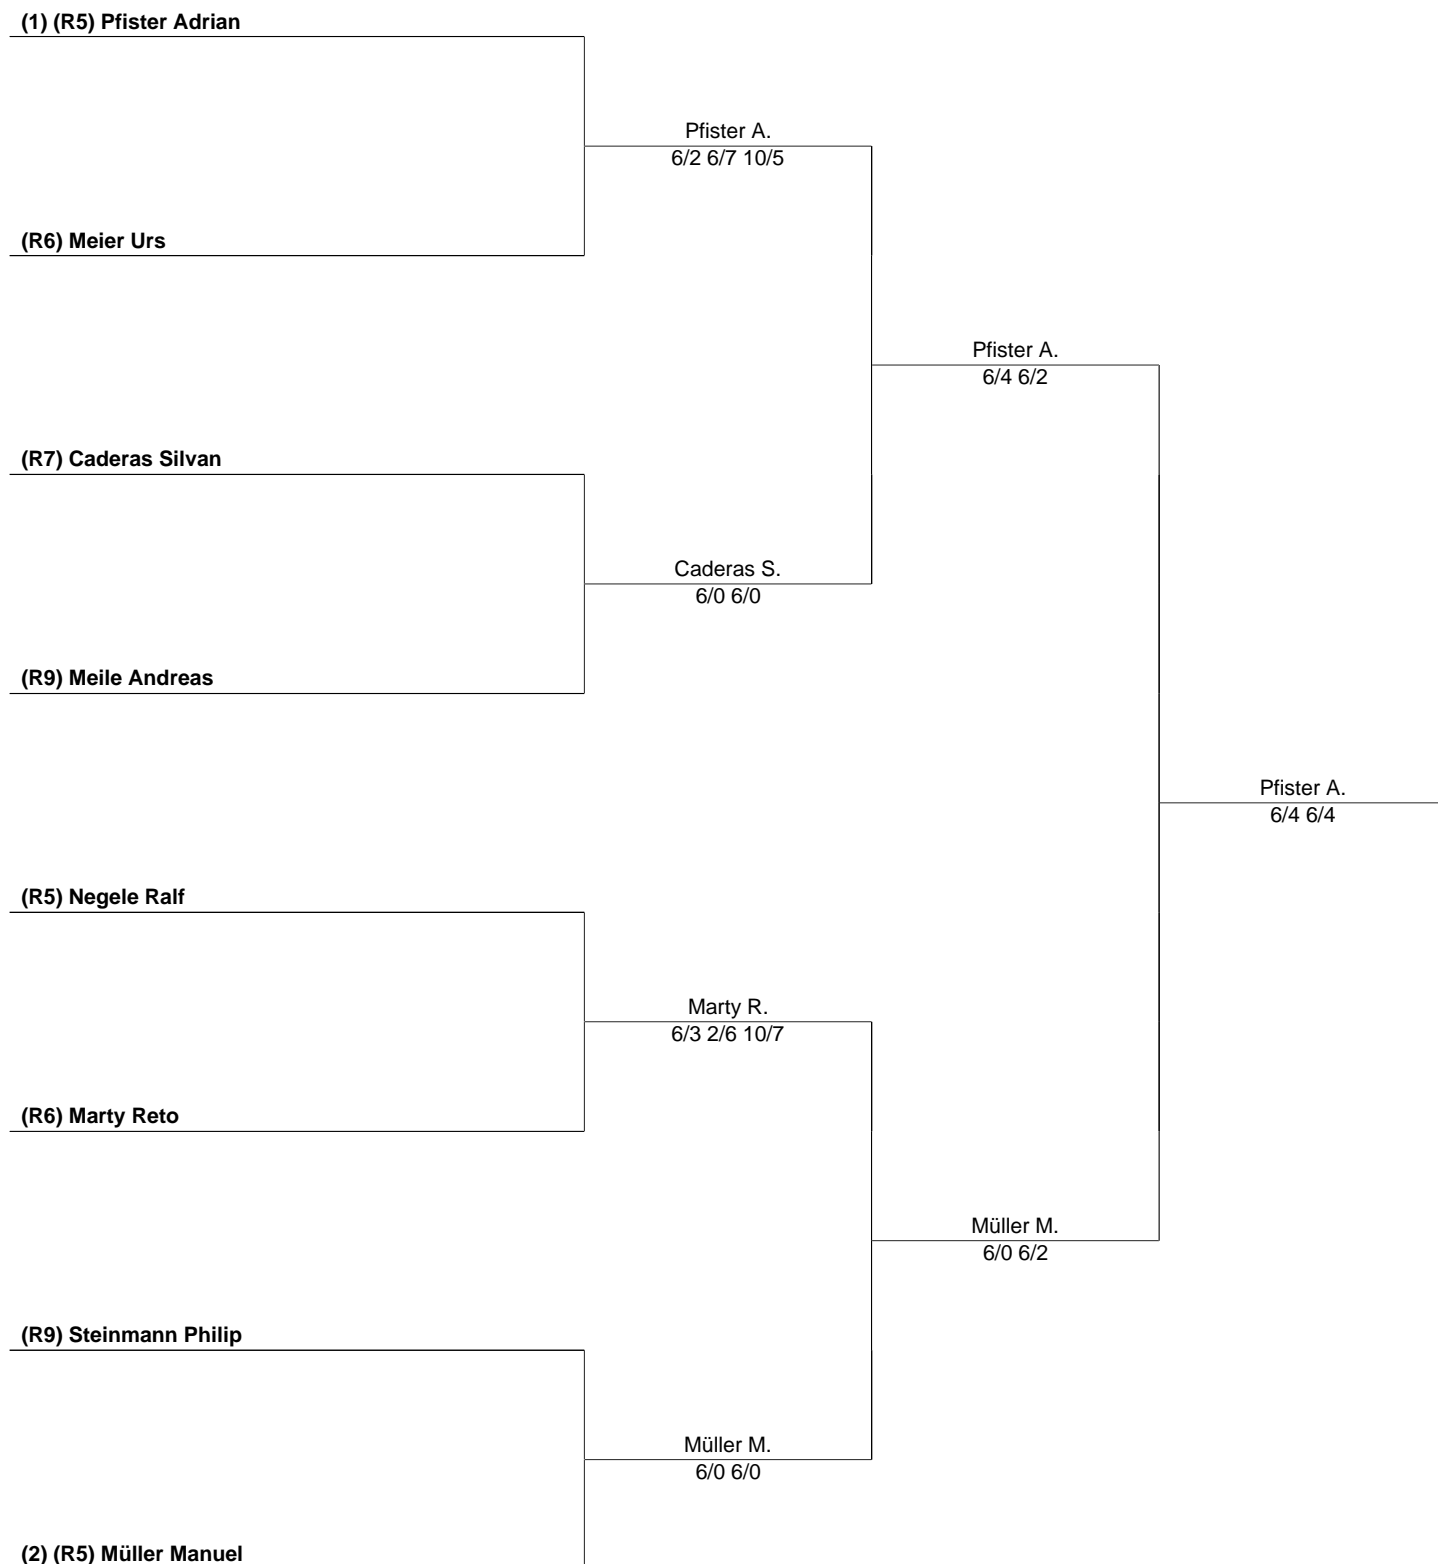 (1) (R5) Pfister Adrian
Pfister A.
6/2 6/7 10/5
(R6) Meier Urs
Pfister A.
6/4 6/2
(R7) Caderas Silvan
Caderas S.
6/0 6/0
(R9) Meile Andreas
Pfister A.
6/4 6/4
(R5) Negele Ralf
Marty R.
6/3 2/6 10/7
(R6) Marty Reto
Müller M.
6/0 6/2
(R9) Steinmann Philip
Müller M.
6/0 6/0
(2) (R5) Müller Manuel